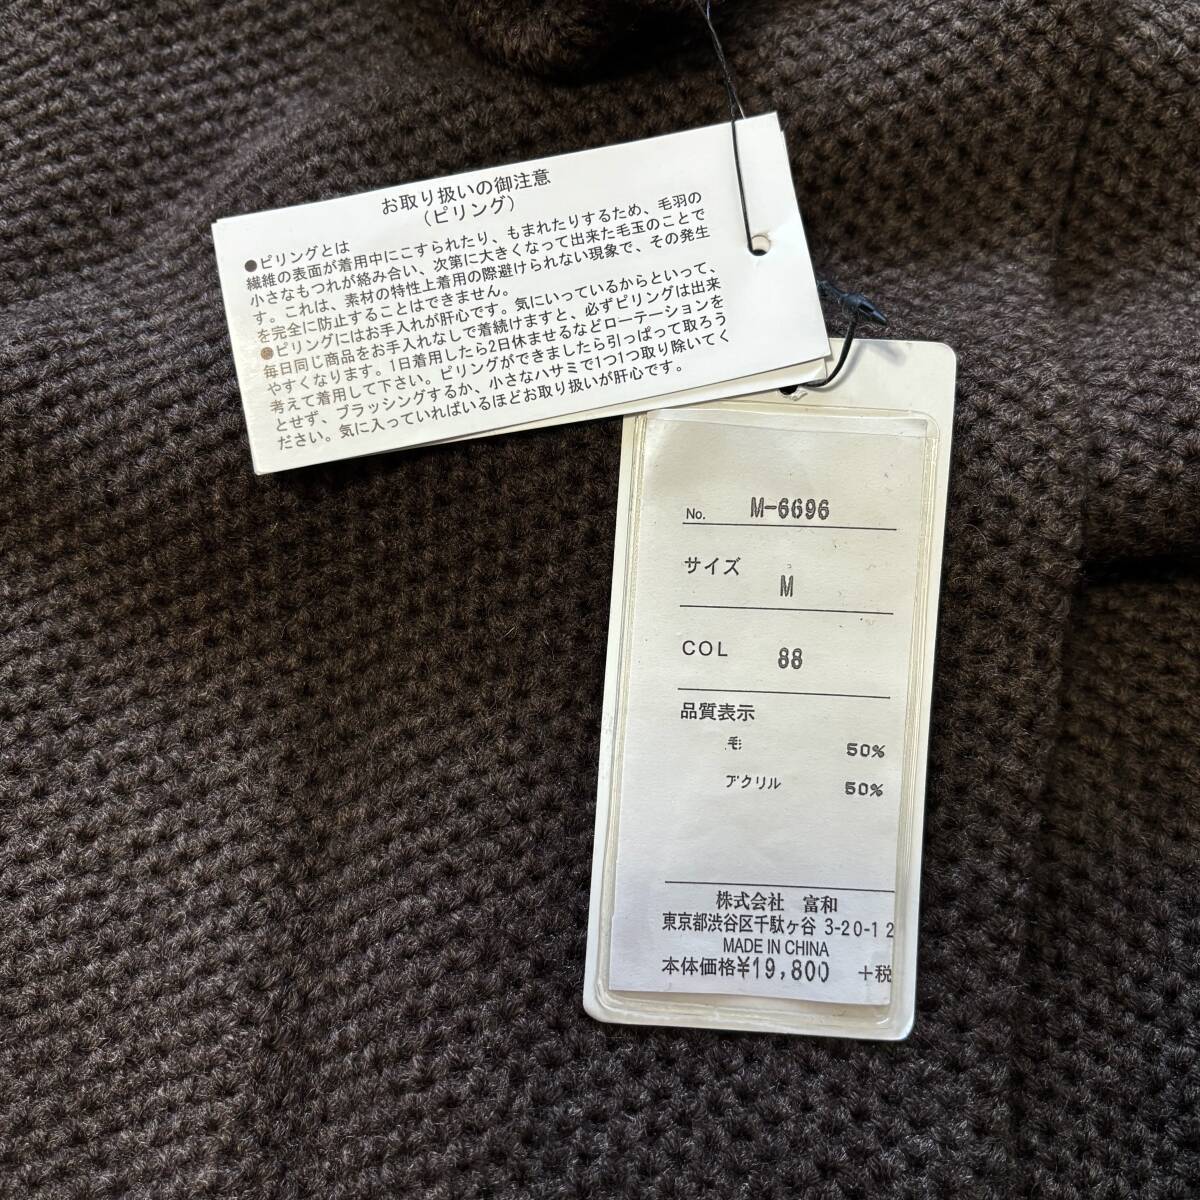 お取り扱いの御注意
（ピリング）
●ピリングとは
繊維の表面が着用中にこすられたり、もまれたりするため、毛羽の
小さなもつれが絡み合い、次第に大きくなって出来た毛玉のことで
す。これは、素材の特性上着用の際避けられない現象で、その発生
を完全に防止することはできません。
●ピリングにはお手入れが肝心です。気にいっているからといって、
毎日同じ商品をお手入れなしで着続けますと、必ずピリングは出来
やすくなります。1日着用したら2日休ませるなどローテーションを
考えて着用して下さい。ピリングができましたら引っぱって取ろう
とせず、ブラッシングするか、小さなハサミで1つ1つ取り除いてく
ださい。気に入っていればいるほどお取り扱いが肝心です。
No. M-6696
サイズ M
COL 88
品質表示
毛 50%
アクリル 50%
株式会社 富和
東京都渋谷区千駄ヶ谷 3-20-12
MADE IN CHINA
本体価格¥19,800 +税